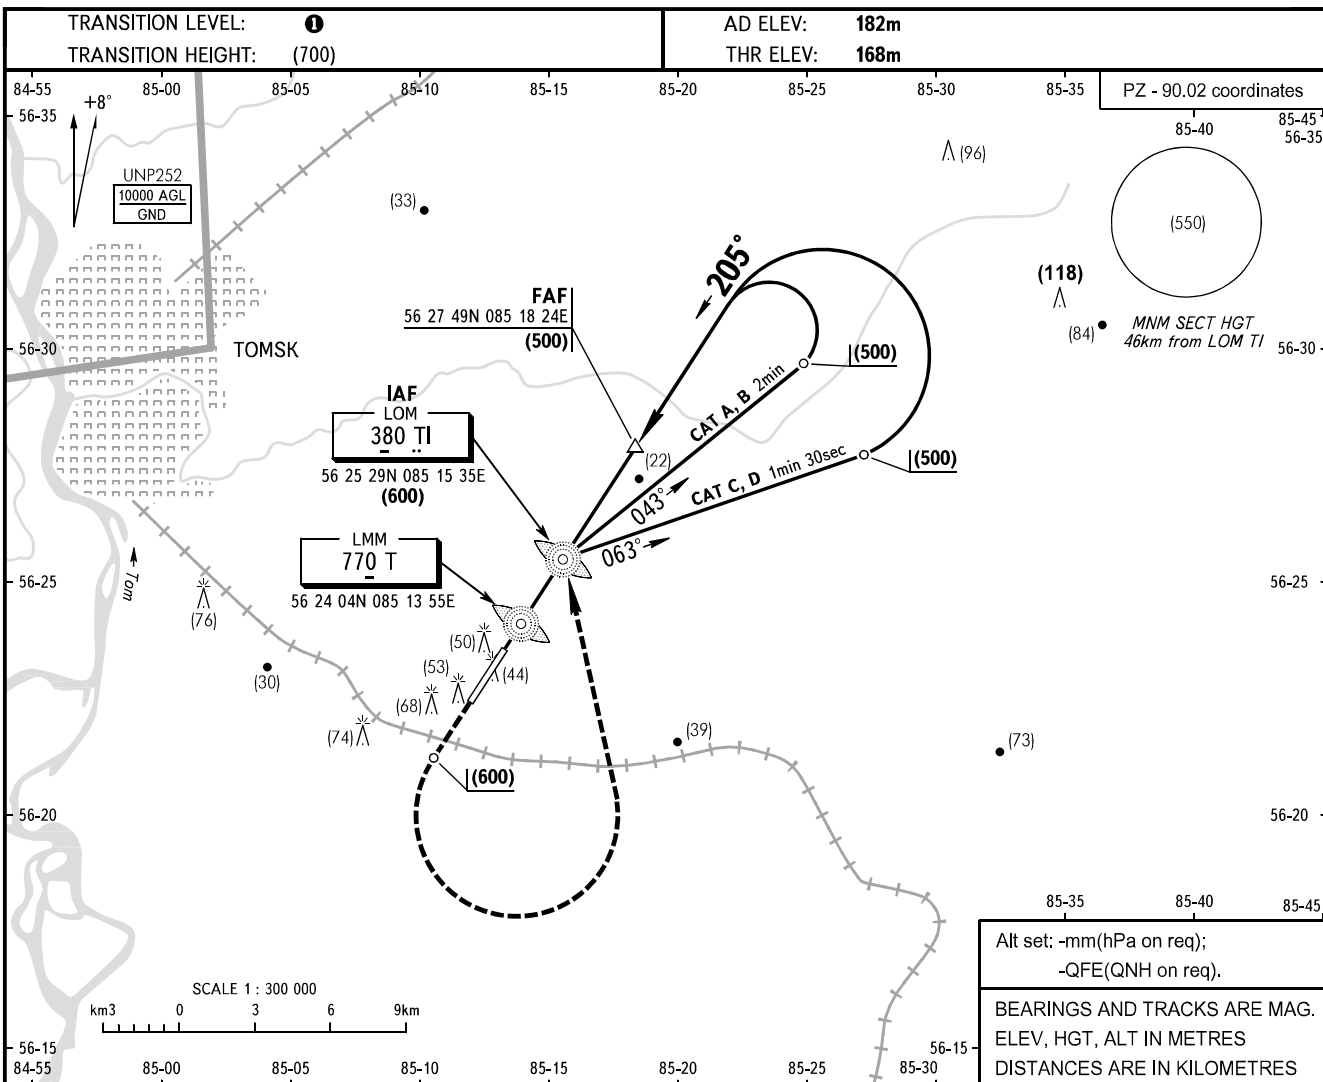 TRANSITION LEVEL: ❶
TRANSITION HEIGHT: (700)
AD ELEV: 182m
THR ELEV: 168m
84-55 85-00 85-05 85-10 85-15 85-20 85-25 85-30 85-35
PZ - 90.02 coordinates
56-35
85-40
85-45
56-35
+8°
UNP252
10000 AGL
GND
(33)
(96)
(550)
205°
(118)
(84)
MNM SECT HGT
46km from LOM TI
FAF
56 27 49N 085 18 24E
(500)
TOMSK
56-30
56-30
(500)
CAT A, B 2min
IAF
LOM
380 TI
56 25 29N 085 15 35E
(600)
(22)
(500)
CAT C, D 1min 30sec
043°
063°
LMM
770 T
56 24 04N 085 13 55E
56-25
56-25
Tom
(76)
(50)
(44)
(53)
(30)
(68)
(74)
(39)
(73)
(600)
56-20
56-20
85-35 85-40 85-45
Alt set: -mm(hPa on req);
-QFE(QNH on req).
SCALE 1 : 300 000
km3 0 3 6 9km
BEARINGS AND TRACKS ARE MAG.
ELEV, HGT, ALT IN METRES
DISTANCES ARE IN KILOMETRES
56-15
56-15
84-55 85-00 85-05 85-10 85-15 85-20 85-25 85-30